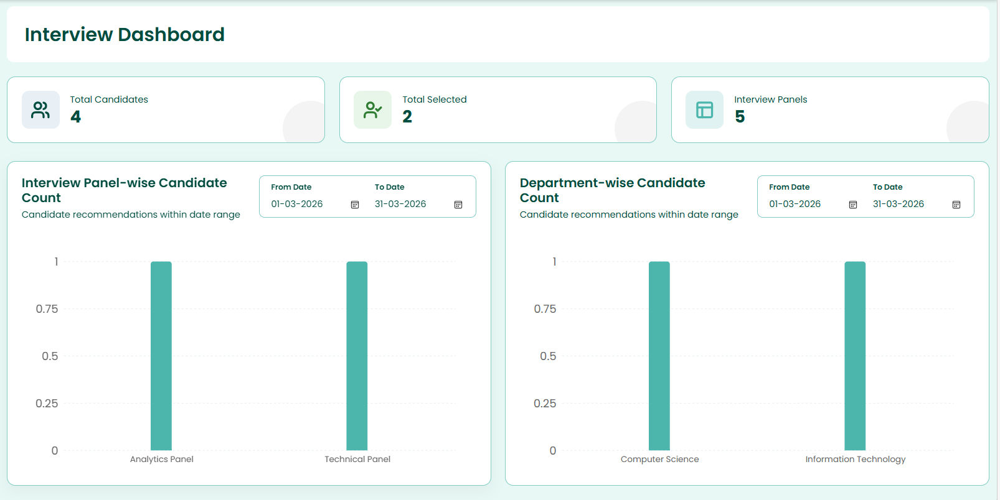 Interview Dashboard
Total Candidates
4
Total Selected
2
Interview Panels
5
Interview Panel-wise Candidate
Count
Candidate recommendations within date range
From Date
To Date
01-03-2026
31-03-2026
1
0.75
0.5
0.25
0
Analytics Panel
Technical Panel
Department-wise Candidate
Count
Candidate recommendations within date range
From Date
To Date
01-03-2026
31-03-2026
1
0.75
0.5
0.25
0
Computer Science
Information Technology